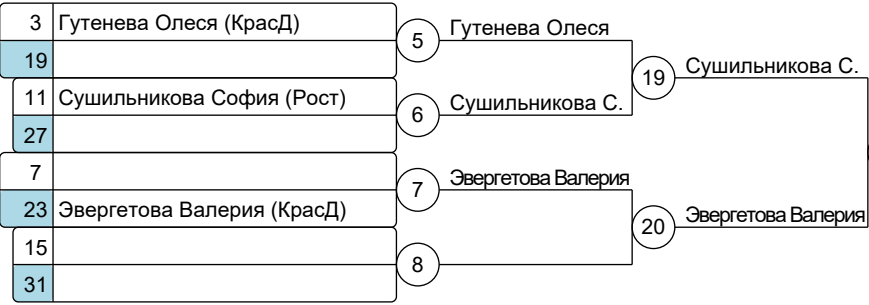 3 Гутенева Олеся (КрасД)
19
11 Сушильникова София (Рост)
27
7
23 Эвергетова Валерия (КрасД)
15
31
5 Гутенева Олеся
6 Сушильникова С.
7 Эвергетова Валерия
8
19 Сушильникова С.
20 Эвергетова Валерия